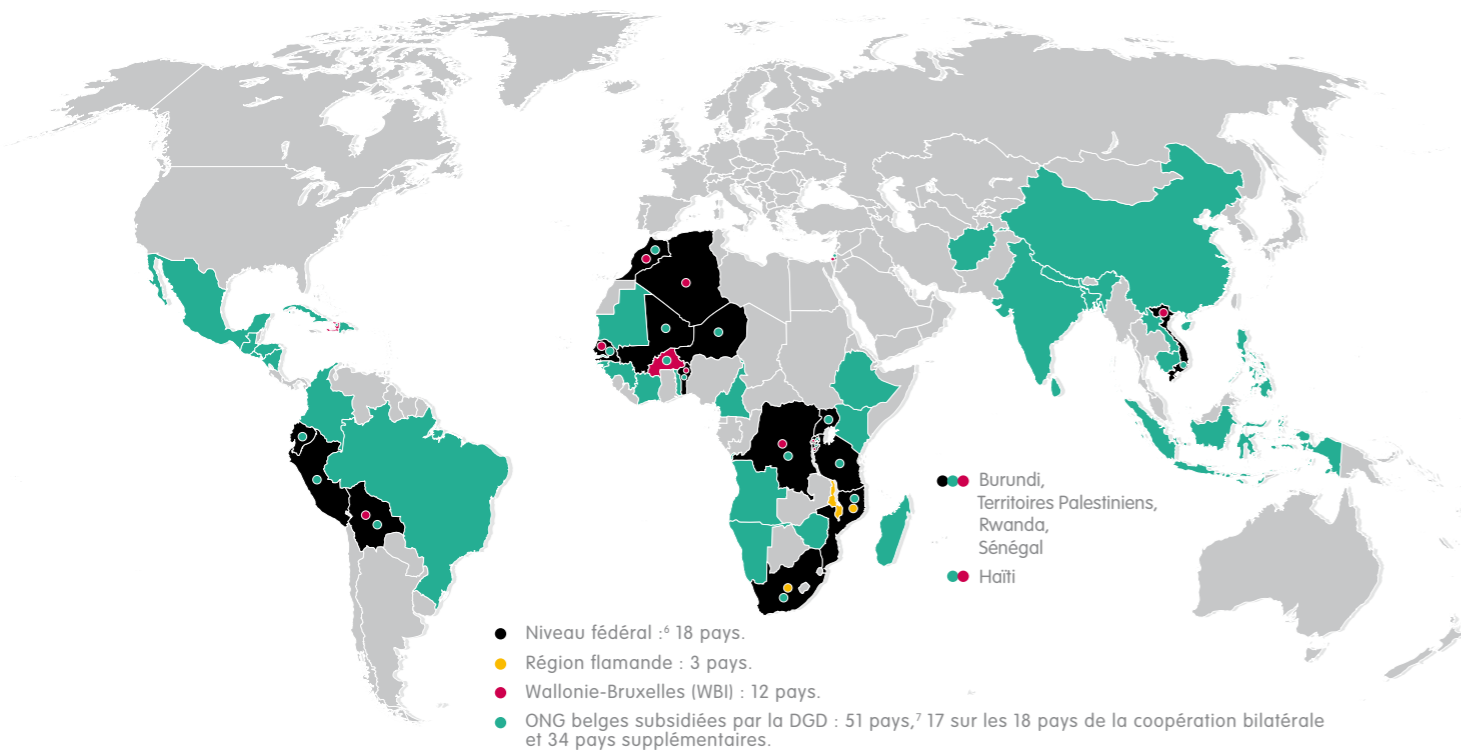 Burundi,
Territoires Palestiniens,
Rwanda,
Sénégal
Haïti
Niveau fédéral :⁶ 18 pays.
Région flamande : 3 pays.
Wallonie-Bruxelles (WBI) : 12 pays.
ONG belges subsidiées par la DGD : 51 pays,⁷ 17 sur les 18 pays de la coopération bilatérale
et 34 pays supplémentaires.